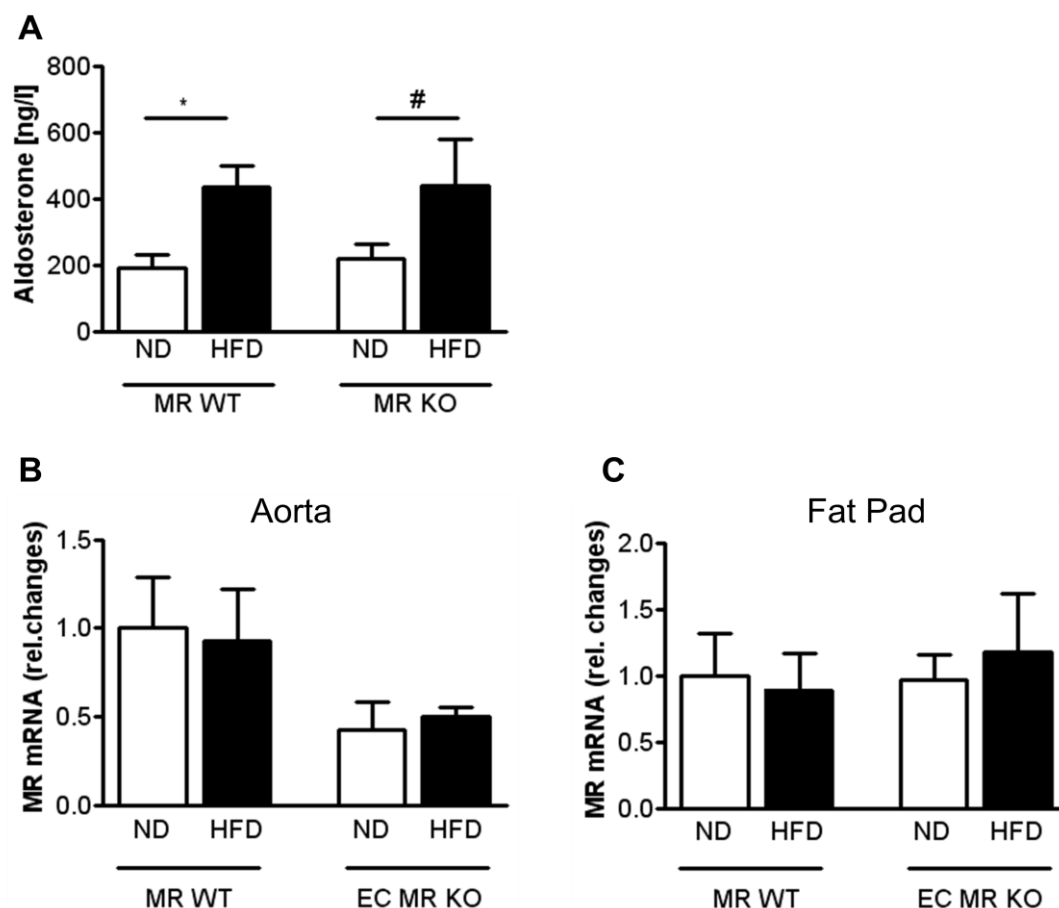 A
Aldosterone [ng/l]
800
600
400
200
0
*
#
ND HFD ND HFD
MR WT MR KO
B
Aorta
MR mRNA (rel.changes)
1.5
1.0
0.5
0.0
ND HFD ND HFD
MR WT EC MR KO
C
Fat Pad
MR mRNA (rel. changes)
2.0
1.5
1.0
0.5
0.0
ND HFD ND HFD
MR WT EC MR KO